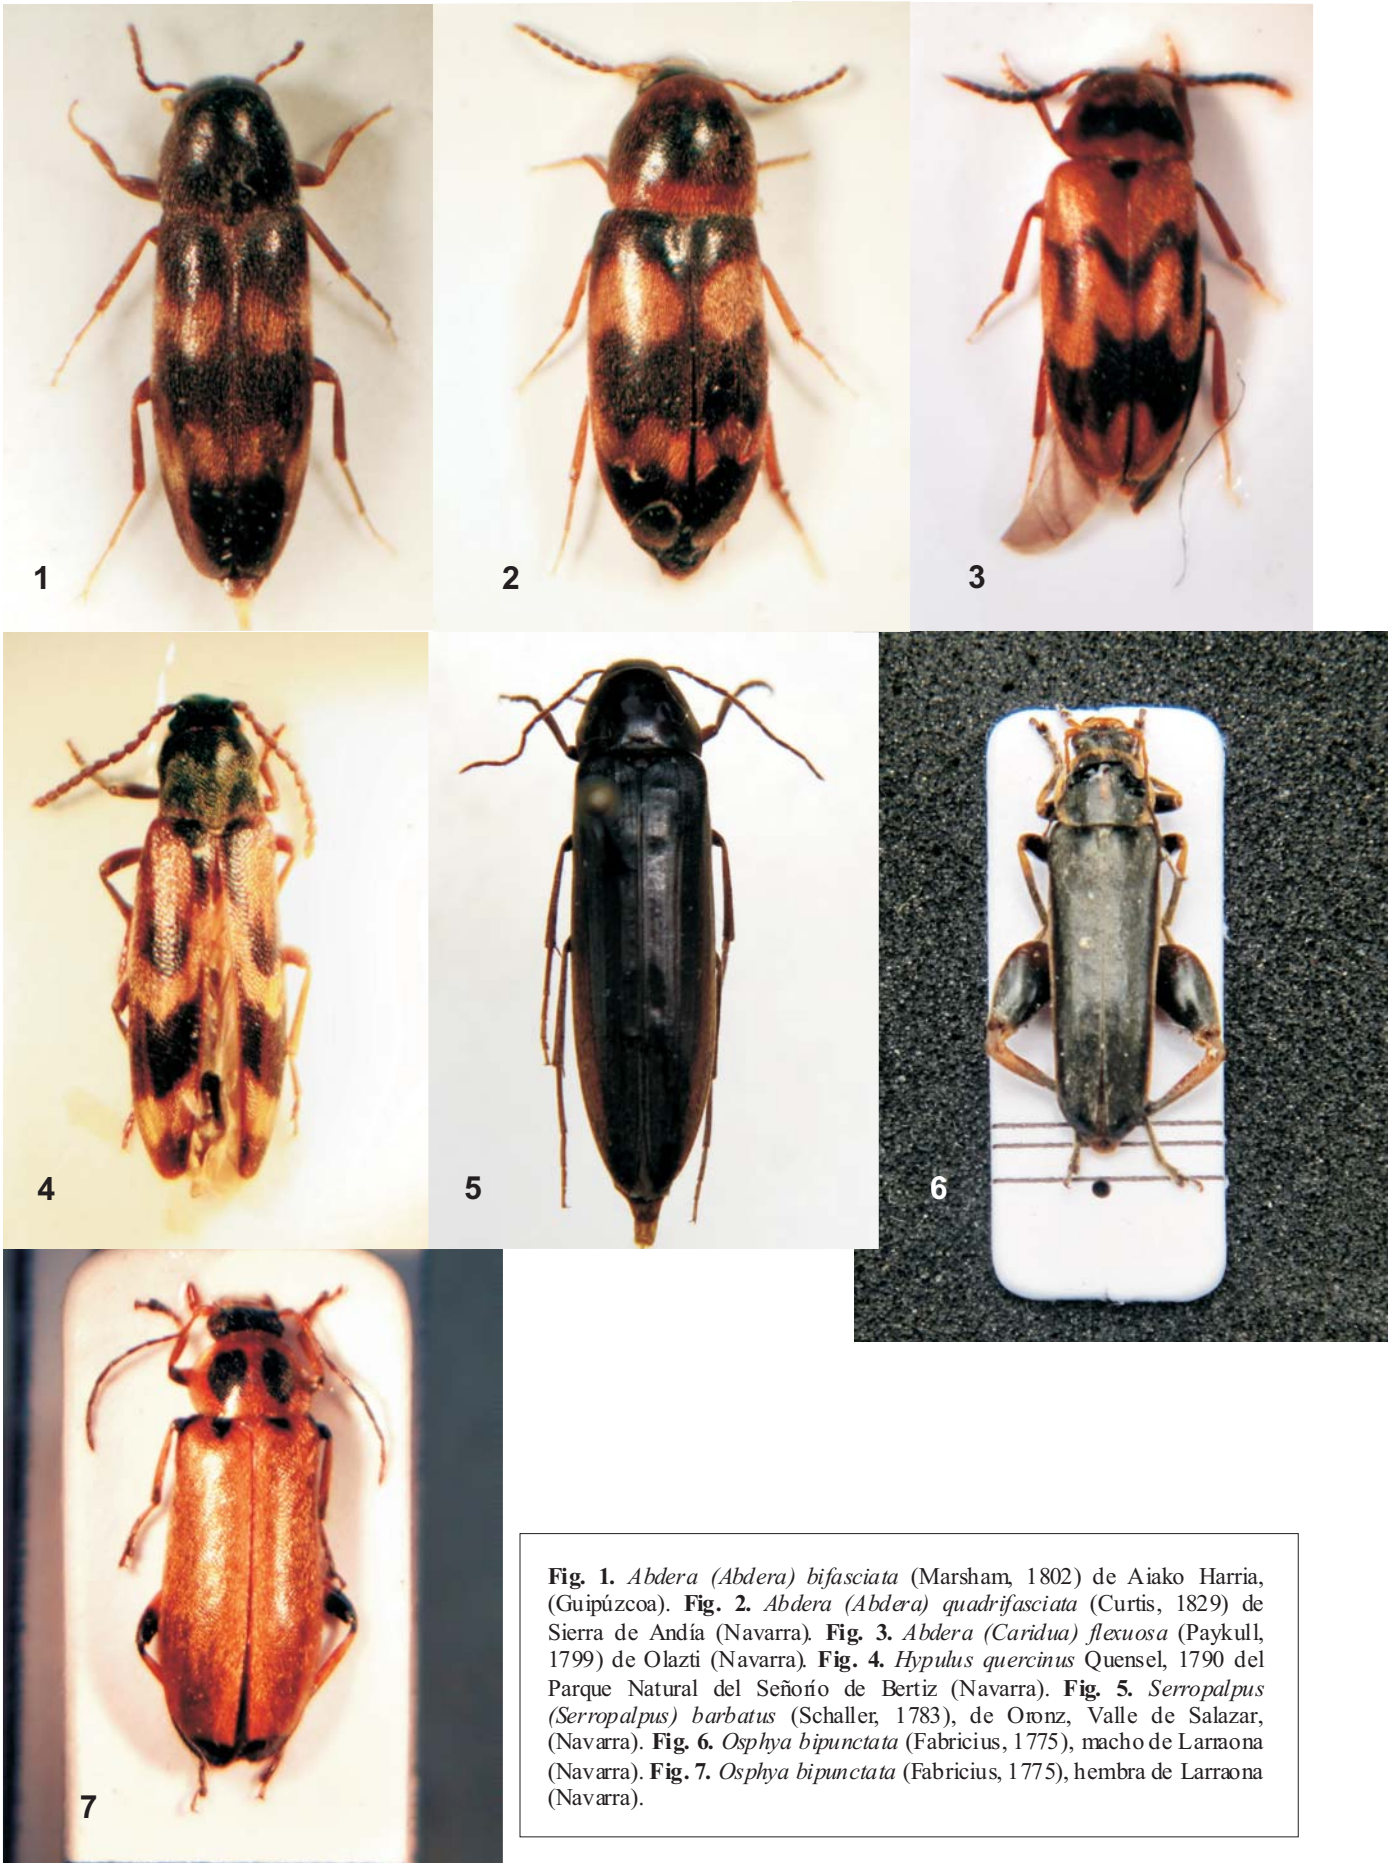 1
2
3
4
5
6
7
Fig. 1. Abdera (Abdera) bifasciata (Marsham, 1802) de Aiako Harria,
(Guipúzcoa). Fig. 2. Abdera (Abdera) quadrifasciata (Curtis, 1829) de
Sierra de Andía (Navarra). Fig. 3. Abdera (Caridua) flexuosa (Paykull,
1799) de Olazti (Navarra). Fig. 4. Hypulus quercinus Quensel, 1790 del
Parque Natural del Señorío de Bertiz (Navarra). Fig. 5. Serropalpus
(Serropalpus) barbatus (Schaller, 1783), de Oronz, Valle de Salazar,
(Navarra). Fig. 6. Osphya bipunctata (Fabricius, 1775), macho de Larraona
(Navarra). Fig. 7. Osphya bipunctata (Fabricius, 1775), hembra de Larraona
(Navarra).